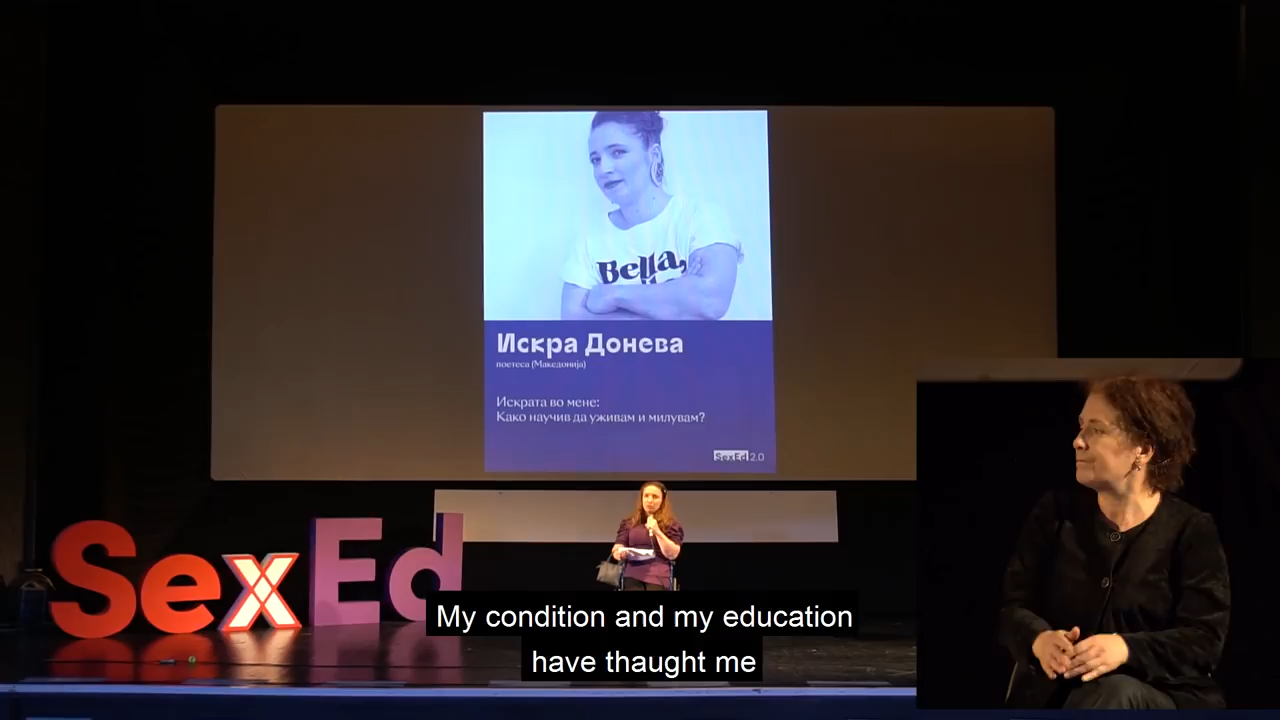 Bella,
Искра Донева
поетеса (Македонија)
Искрата во мене:
Како научив да уживам и милувам?
SexEd 2.0
SexEd
My condition and my education
have thaught me